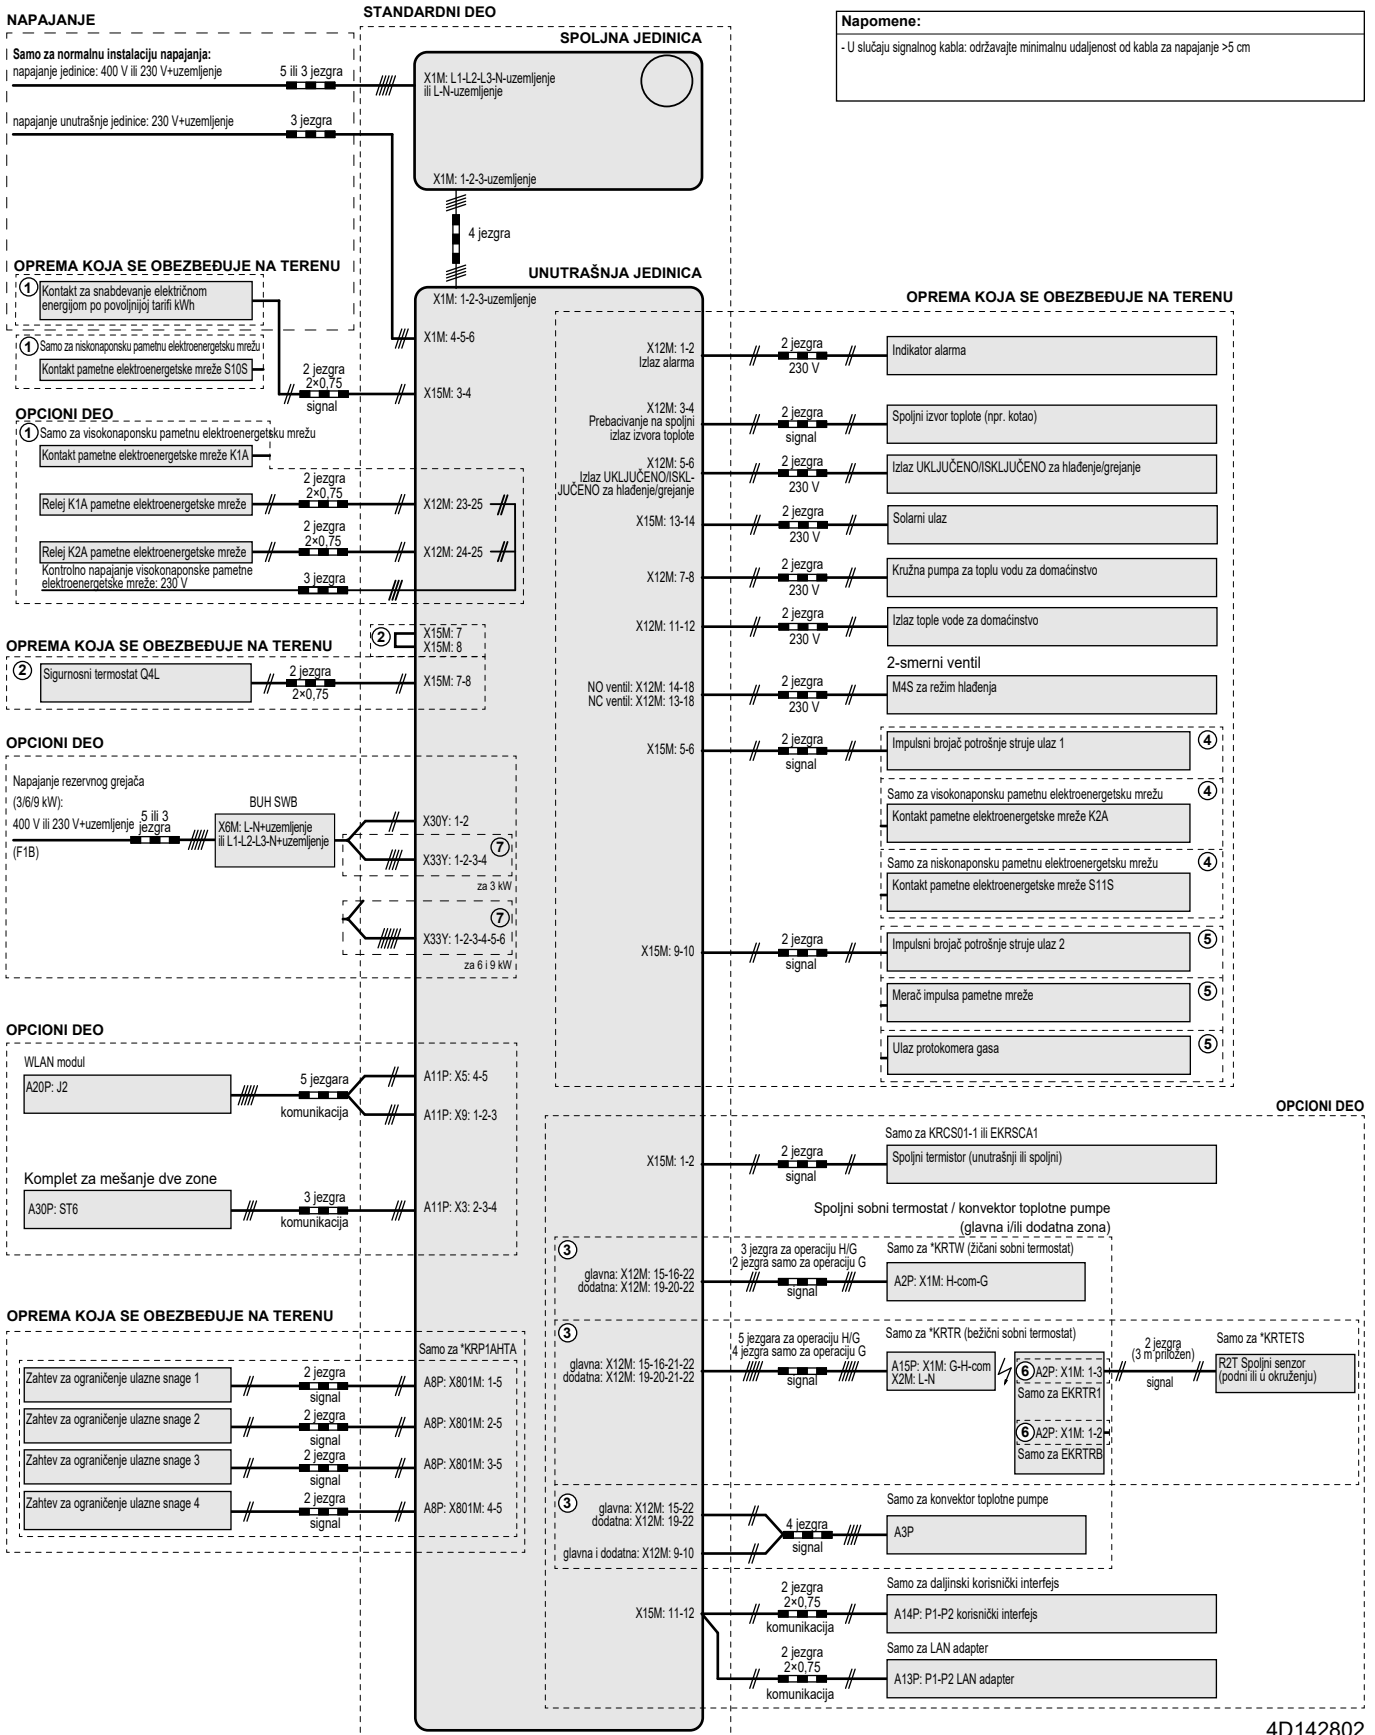 NAPAJANJE
Samo za normalnu instalaciju napajanja:
napajanje jedinice: 400 V ili 230 V+uzemljenje
5 ili 3 jezgra
napajanje unutrašnje jedinice: 230 V+uzemljenje
3 jezgra
STANDARDNI DEO
SPOLJNA JEDINICA
X1M: L1-L2-L3-N-uzemljenje
ili L-N-uzemljenje
X1M: 1-2-3-uzemljenje
4 jezgra
Napomene:
- U slučaju signalnog kabla: održavajte minimalnu udaljenost od kabla za napajanje >5 cm
OPREMA KOJA SE OBEZBEĐUJE NA TERENU
1
Kontakt za snabdevanje električnom
energijom po povoljnijoj tarifi kWh
1
Samo za niskonaponsku pametnu elektroenergetsku mrežu
Kontakt pametne elektroenergetske mreže S10S
2 jezgra
2×0,75
signal
OPCIONI DEO
1
Samo za visokonaponsku pametnu elektroenergetsku mrežu
Kontakt pametne elektroenergetske mreže K1A
Relej K1A pametne elektroenergetske mreže
2 jezgra
2×0,75
X12M: 23-25
Relej K2A pametne elektroenergetske mreže
2 jezgra
2×0,75
X12M: 24-25
Kontrolno napajanje visokonaponske pametne
elektroenergetske mreže: 230 V
3 jezgra
UNUTRAŠNJA JEDINICA
X1M: 1-2-3-uzemljenje
X1M: 4-5-6
X15M: 3-4
2
X15M: 7
X15M: 8
OPREMA KOJA SE OBEZBEĐUJE NA TERENU
2
Sigurnosni termostat Q4L
2 jezgra
2×0,75
X15M: 7-8
OPCIONI DEO
Napajanje rezervnog grejača
(3/6/9 kW):
400 V ili 230 V+uzemljenje
(F1B)
5 ili 3
jezgra
BUH SWB
X6M: L-N+uzemljenje
ili L1-L2-L3-N+uzemljenje
X30Y: 1-2
7
X33Y: 1-2-3-4
za 3 kW
7
X33Y: 1-2-3-4-5-6
za 6 i 9 kW
OPCIONI DEO
WLAN modul
A20P: J2
5 jezgara
komunikacija
A11P: X5: 4-5
A11P: X9: 1-2-3
Komplet za mešanje dve zone
A30P: ST6
3 jezgra
komunikacija
A11P: X3: 2-3-4
OPREMA KOJA SE OBEZBEĐUJE NA TERENU
Samo za *KRP1AHTA
Zahtev za ograničenje ulazne snage 1
2 jezgra
signal
A8P: X801M: 1-5
Zahtev za ograničenje ulazne snage 2
2 jezgra
signal
A8P: X801M: 2-5
Zahtev za ograničenje ulazne snage 3
2 jezgra
signal
A8P: X801M: 3-5
Zahtev za ograničenje ulazne snage 4
2 jezgra
signal
A8P: X801M: 4-5
OPREMA KOJA SE OBEZBEĐUJE NA TERENU
X12M: 1-2
Izlaz alarma
2 jezgra
230 V
Indikator alarma
X12M: 3-4
Prebacivanje na spoljni
izlaz izvora toplote
2 jezgra
signal
Spoljni izvor toplote (npr. kotao)
X12M: 5-6
Izlaz UKLJUČENO/ISKL-
JUČENO za hlađenje/grejanje
2 jezgra
230 V
Izlaz UKLJUČENO/ISKLJUČENO za hlađenje/grejanje
X15M: 13-14
2 jezgra
230 V
Solarni ulaz
X12M: 7-8
2 jezgra
230 V
Kružna pumpa za toplu vodu za domaćinstvo
X12M: 11-12
2 jezgra
230 V
Izlaz tople vode za domaćinstvo
2-smerni ventil
NO ventil: X12M: 14-18
NC ventil: X12M: 13-18
2 jezgra
230 V
M4S za režim hlađenja
X15M: 5-6
2 jezgra
signal
Impulsni brojač potrošnje struje ulaz 1
4
Samo za visokonaponsku pametnu elektroenergetsku mrežu
4
Kontakt pametne elektroenergetske mreže K2A
Samo za niskonaponsku pametnu elektroenergetsku mrežu
4
Kontakt pametne elektroenergetske mreže S11S
X15M: 9-10
2 jezgra
signal
Impulsni brojač potrošnje struje ulaz 2
5
Merač impulsa pametne mreže
5
Ulaz protokomera gasa
5
OPCIONI DEO
Samo za KRCS01-1 ili EKRSCA1
X15M: 1-2
2 jezgra
signal
Spoljni termistor (unutrašnji ili spoljni)
Spoljni sobni termostat / konvektor toplotne pumpe
(glavna i/ili dodatna zona)
3
glavna: X12M: 15-16-22
dodatna: X12M: 19-20-22
3 jezgra za operaciju H/G
2 jezgra samo za operaciju G
signal
Samo za *KRTW (žičani sobni termostat)
A2P: X1M: H-com-G
3
glavna: X12M: 15-16-21-22
dodatna: X12M: 19-20-21-22
5 jezgara za operaciju H/G
4 jezgra samo za operaciju G
signal
Samo za *KRTR (bežični sobni termostat)
A15P: X1M: G-H-com
X2M: L-N
6
A2P: X1M: 1-3
Samo za EKRTR1
6
A2P: X1M: 1-2
Samo za EKRTRB
2 jezgra
(3 m priložen)
signal
Samo za *KRTETS
R2T Spoljni senzor
(podni ili u okruženju)
3
glavna: X12M: 15-22
dodatna: X12M: 19-22
glavna i dodatna: X12M: 9-10
4 jezgra
signal
Samo za konvektor toplotne pumpe
A3P
X15M: 11-12
2 jezgra
2×0,75
komunikacija
Samo za daljinski korisnički interfejs
A14P: P1-P2 korisnički interfejs
2 jezgra
2×0,75
komunikacija
Samo za LAN adapter
A13P: P1-P2 LAN adapter
4D142802